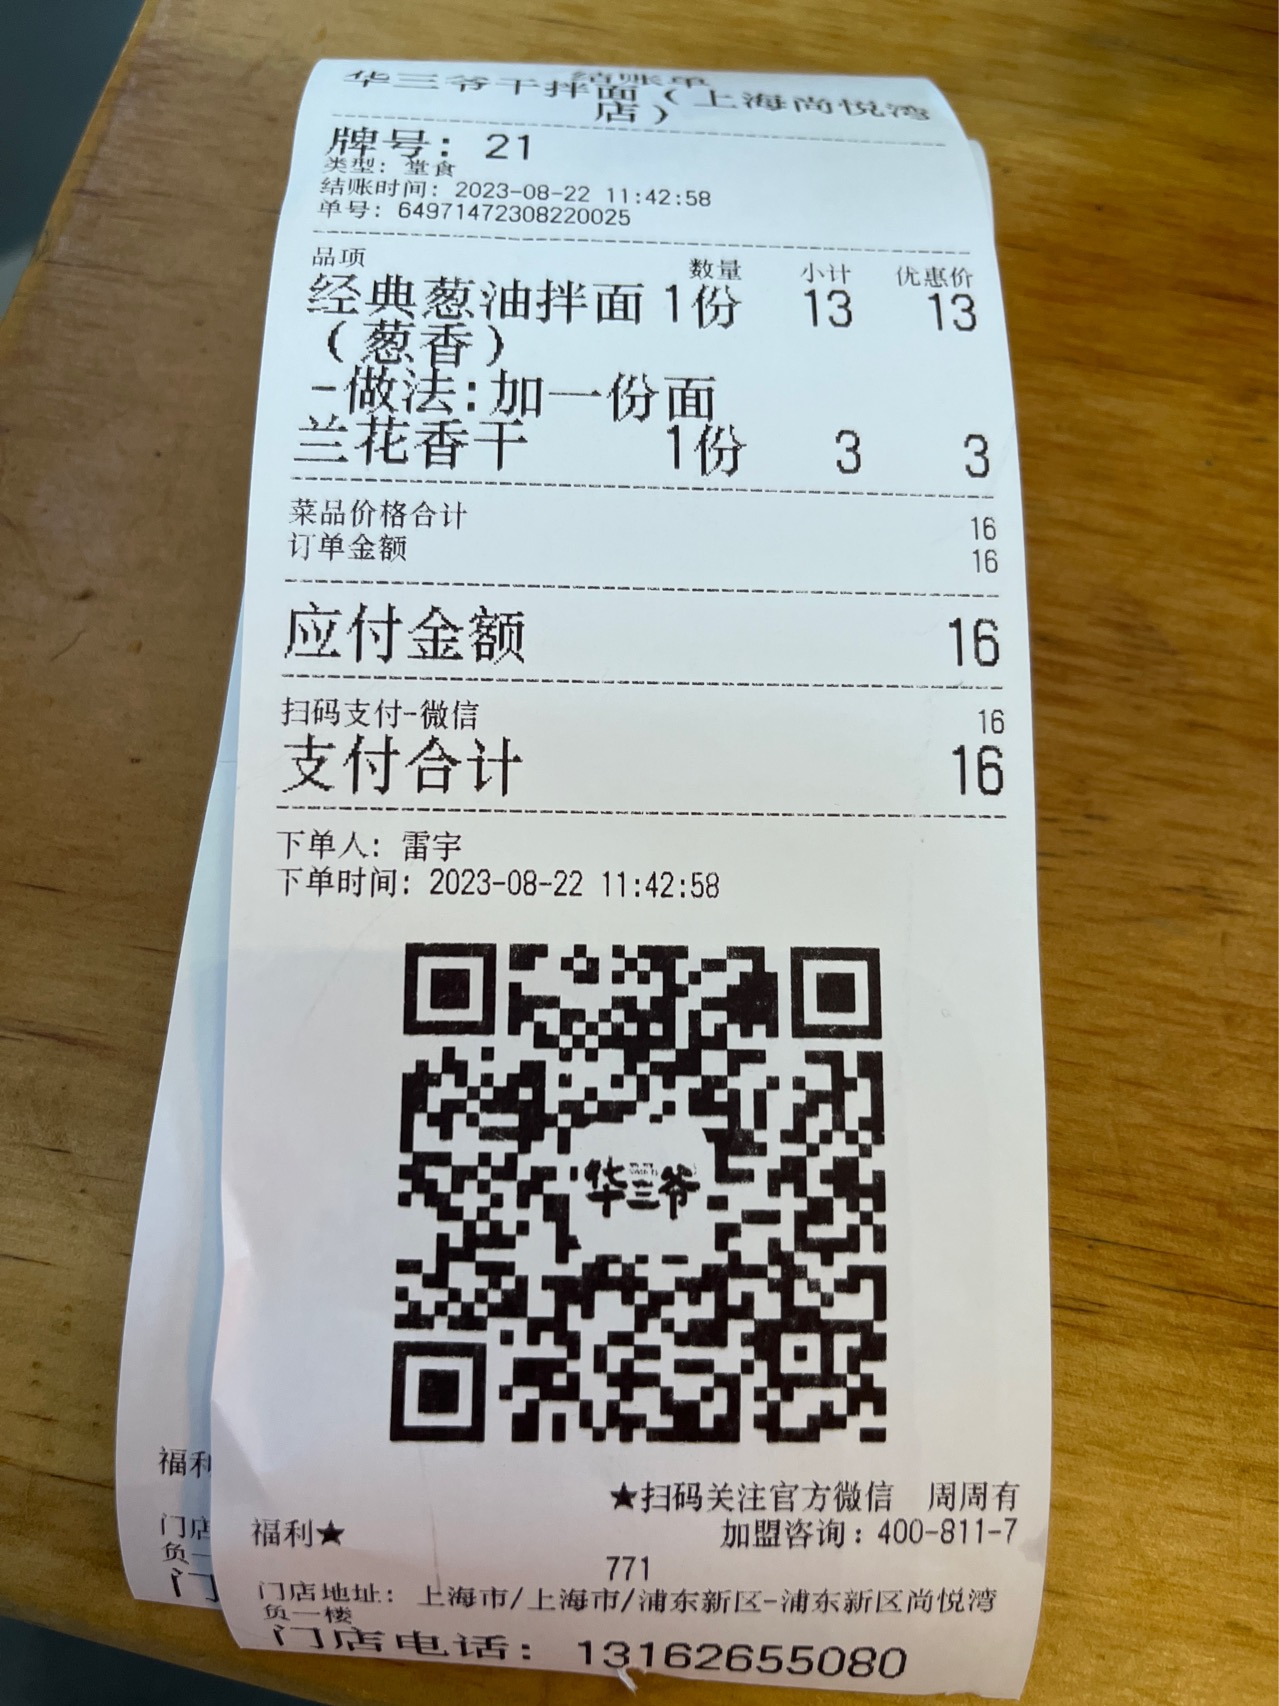 结账单
华三爷干拌面（上海尚悦湾
店）
牌号：21
类型：堂食
结账时间：2023-08-22 11:42:58
单号：64971472308220025
品项 数量 小计 优惠价
经典葱油拌面 1份 13 13
（葱香）
-做法:加一份面
兰花香干 1份 3 3
菜品价格合计 16
订单金额 16
应付金额 16
扫码支付-微信 16
支付合计 16
下单人：雷宇
下单时间：2023-08-22 11:42:58
华三爷
★扫码关注官方微信 周周有
福利★ 加盟咨询：400-811-7
771
门店地址：上海市/上海市/浦东新区-浦东新区尚悦湾
负一楼
门店电话：13162655080
福利
门店
负一
门